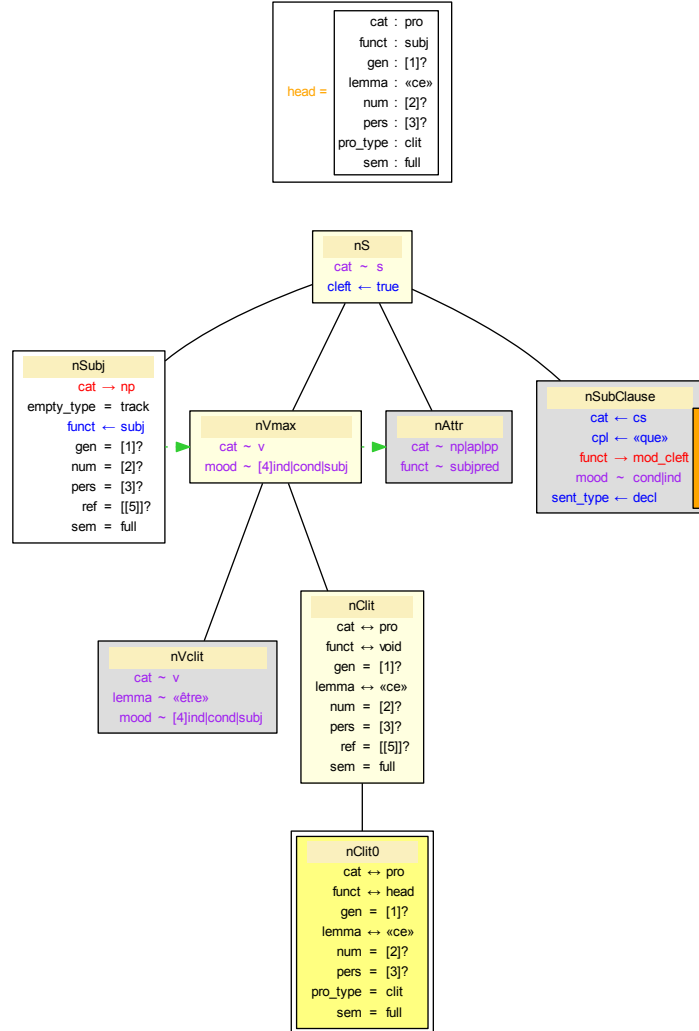 cat : pro
funct : subj
gen : [1]?
lemma : «ce»
head =
num : [2]?
pers : [3]?
pro_type : clit
sem : full
nS
cat ~ s
cleft ← true
nSubj
cat → np
empty_type = track
funct ← subj
gen = [1]?
num = [2]?
pers = [3]?
ref = [[5]]?
sem = full
nVmax
cat ~ v
mood ~ [4]ind|cond|subj
nAttr
cat ~ np|ap|pp
funct ~ subjpred
nSubClause
cat ← cs
cpl ← «que»
funct → mod_cleft
mood ~ cond|ind
sent_type ← decl
nVclit
cat ~ v
lemma ~ «être»
mood ~ [4]ind|cond|subj
nClit
cat ↔ pro
funct ↔ void
gen = [1]?
lemma ↔ «ce»
num = [2]?
pers = [3]?
ref = [[5]]?
sem = full
nClit0
cat ↔ pro
funct ↔ head
gen = [1]?
lemma ↔ «ce»
num = [2]?
pers = [3]?
pro_type = clit
sem = full